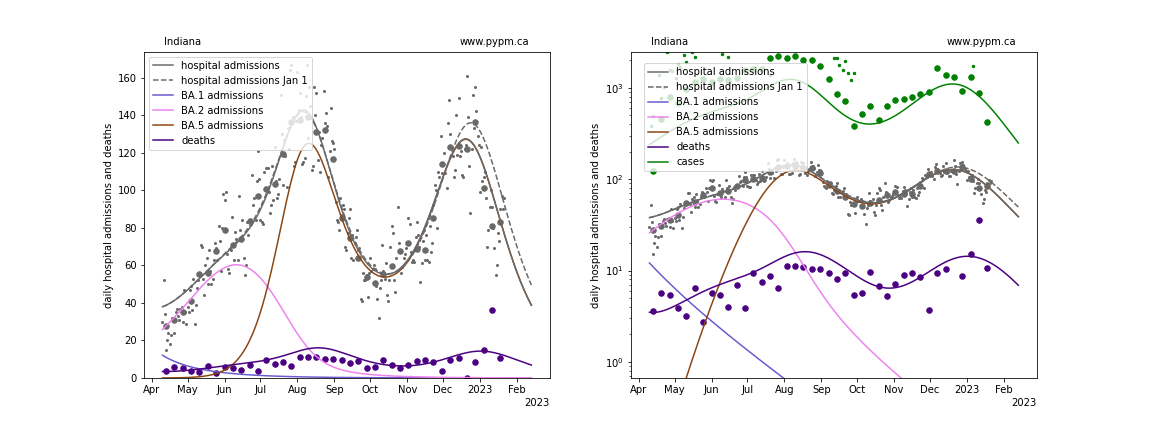 Indiana www.pypm.ca
daily hospital admissions and deaths
160
140
120
100
80
60
40
20
0
hospital admissions
hospital admissions Jan 1
BA.1 admissions
BA.2 admissions
BA.5 admissions
deaths
Apr May Jun Jul Aug Sep Oct Nov Dec 2023 Feb
2023
Indiana www.pypm.ca
daily hospital admissions and deaths
10³
10²
10¹
10⁰
hospital admissions
hospital admissions Jan 1
BA.1 admissions
BA.2 admissions
BA.5 admissions
deaths
cases
Apr May Jun Jul Aug Sep Oct Nov Dec 2023 Feb
2023